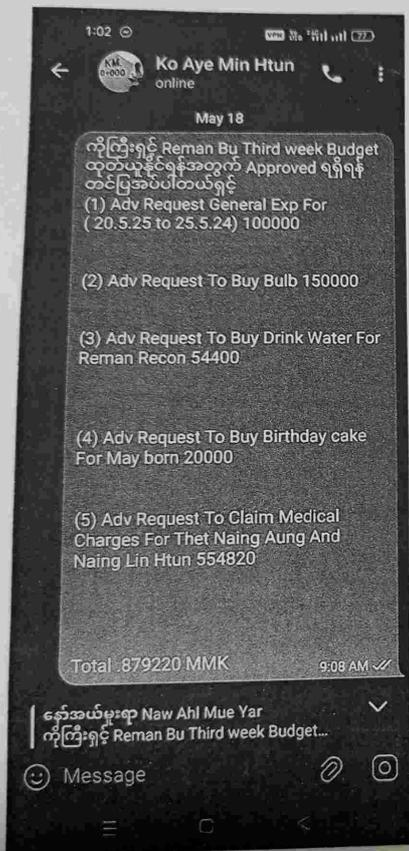 1:02
VPN
77
KM.
0+000
Ko Aye Min Htun
online
May 18
ကိုကြီးရှင့် Reman Bu Third week Budget
ထုတ်ယူနိုင်ရန်အတွက် Approved ရရှိရန်
တင်ပြအပ်ပါတယ်ရှင့်
(1) Adv Request General Exp For
( 20.5.25 to 25.5.24) 100000
(2) Adv Request To Buy Bulb 150000
(3) Adv Request To Buy Drink Water For
Reman Recon 54400
(4) Adv Request To Buy Birthday cake
For May born 20000
(5) Adv Request To Claim Medical
Charges For Thet Naing Aung And
Naing Lin Htun 554820
Total .879220 MMK
9:08 AM
နော်အယ်မူးရာ Naw Ahl Mue Yar
ကိုကြီးရှင့် Reman Bu Third week Budget...
Message